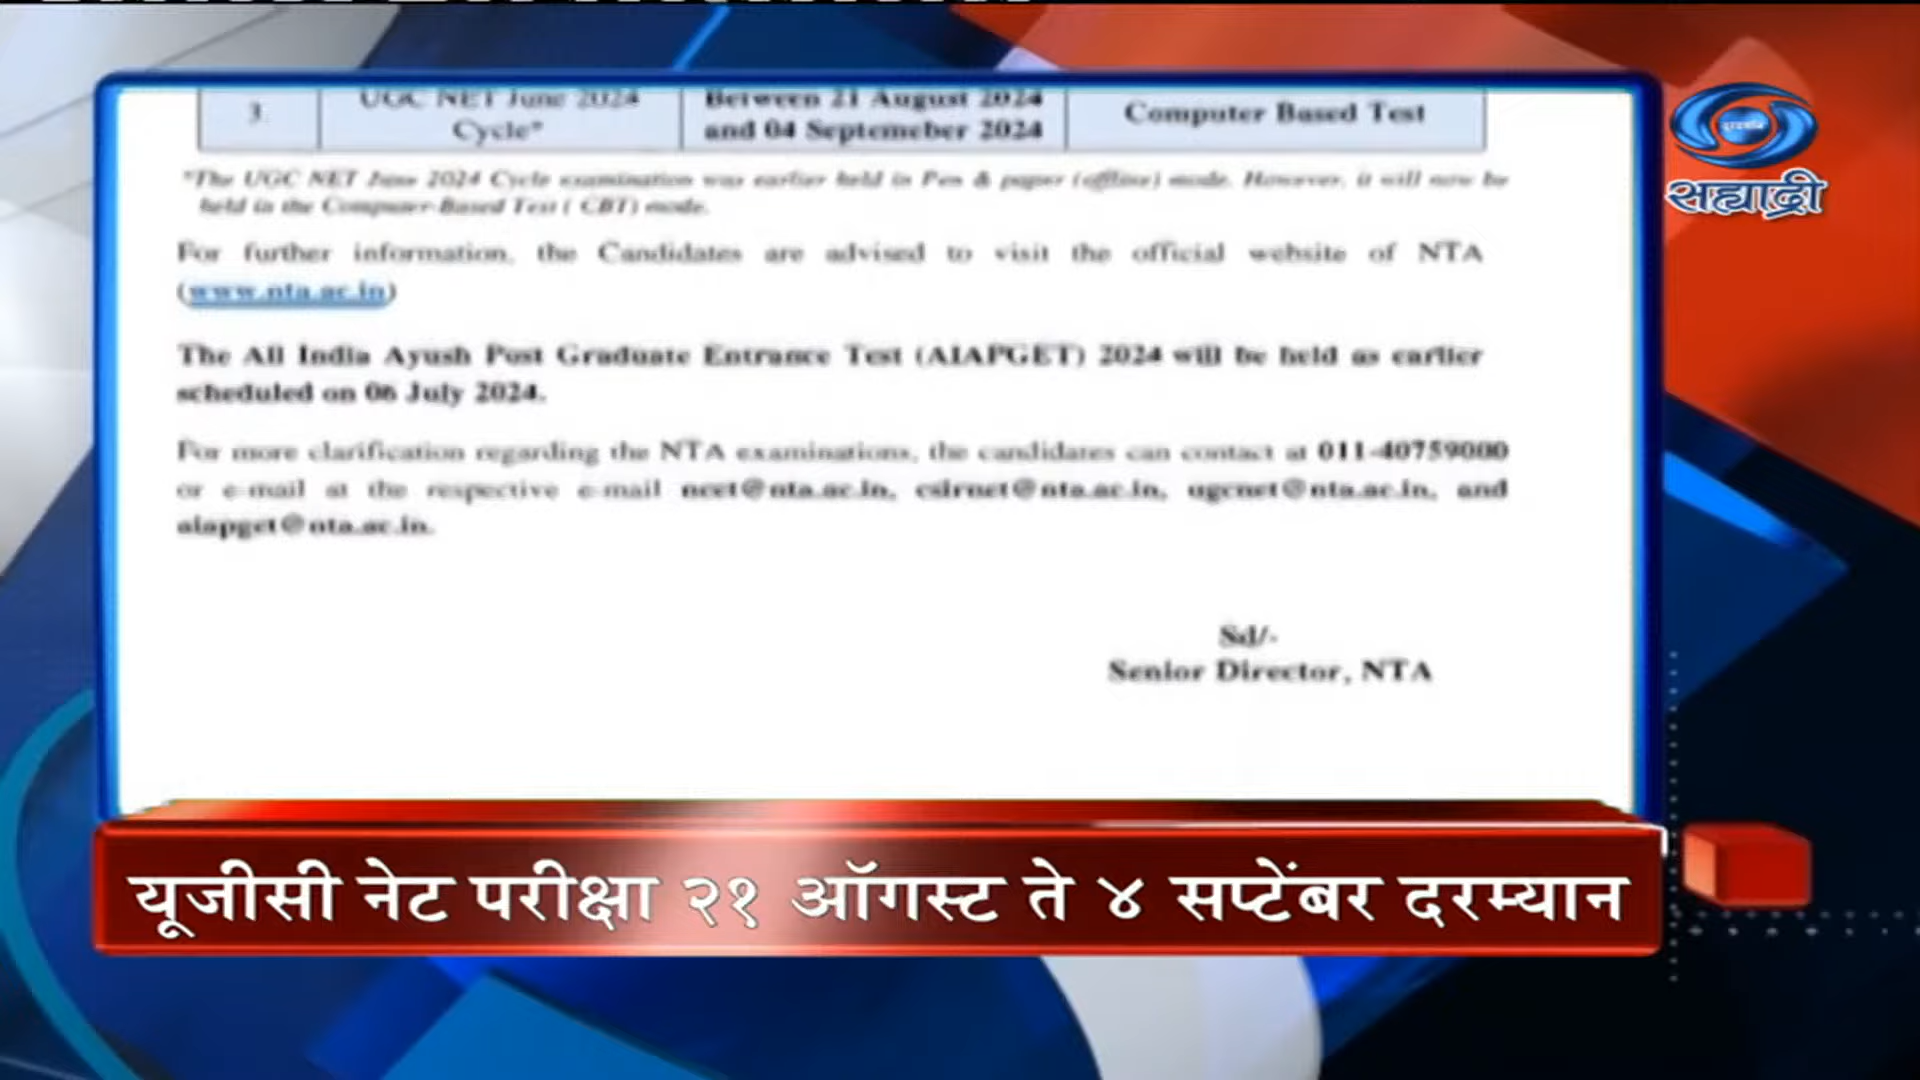 3.
UGC NET June 2024
Cycle*
Between 21 August 2024
and 04 Septemeber 2024
Computer Based Test
*The UGC NET June 2024 Cycle examination was earlier held in Pen & paper (offline) mode. However, it will now be
held in the Computer-Based Test ( CBT) mode.
For further information, the Candidates are advised to visit the official website of NTA
(www.nta.ac.in)
The All India Ayush Post Graduate Entrance Test (AIAPGET) 2024 will be held as earlier
scheduled on 06 July 2024.
For more clarification regarding the NTA examinations, the candidates can contact at 011-40759000
or e-mail at the respective e-mail ncet@nta.ac.in, csirnet@nta.ac.in, ugcnet@nta.ac.in, and
aiapget@nta.ac.in.
Sd/-
Senior Director, NTA
दूरदर्शन
सह्याद्री
यूजीसी नेट परीक्षा २१ ऑगस्ट ते ४ सप्टेंबर दरम्यान